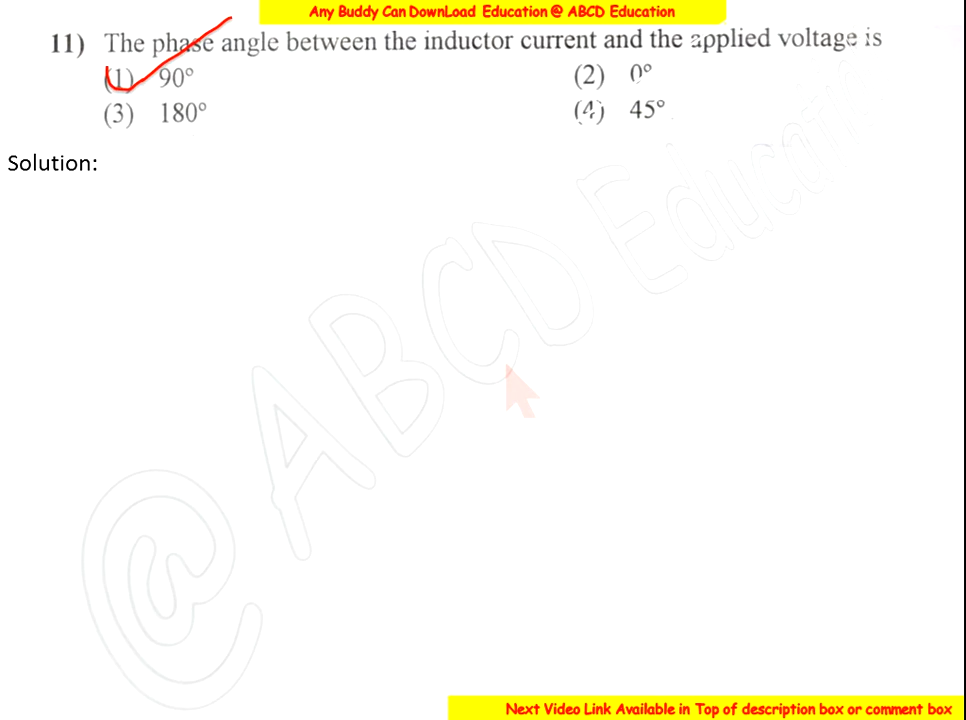 Any Buddy Can DownLoad Education @ ABCD Education
11) The phase angle between the inductor current and the applied voltage is
(1) 90° (2) 0°
(3) 180° (4) 45°
Solution:
@ABCD Education
Next Video Link Available in Top of description box or comment box